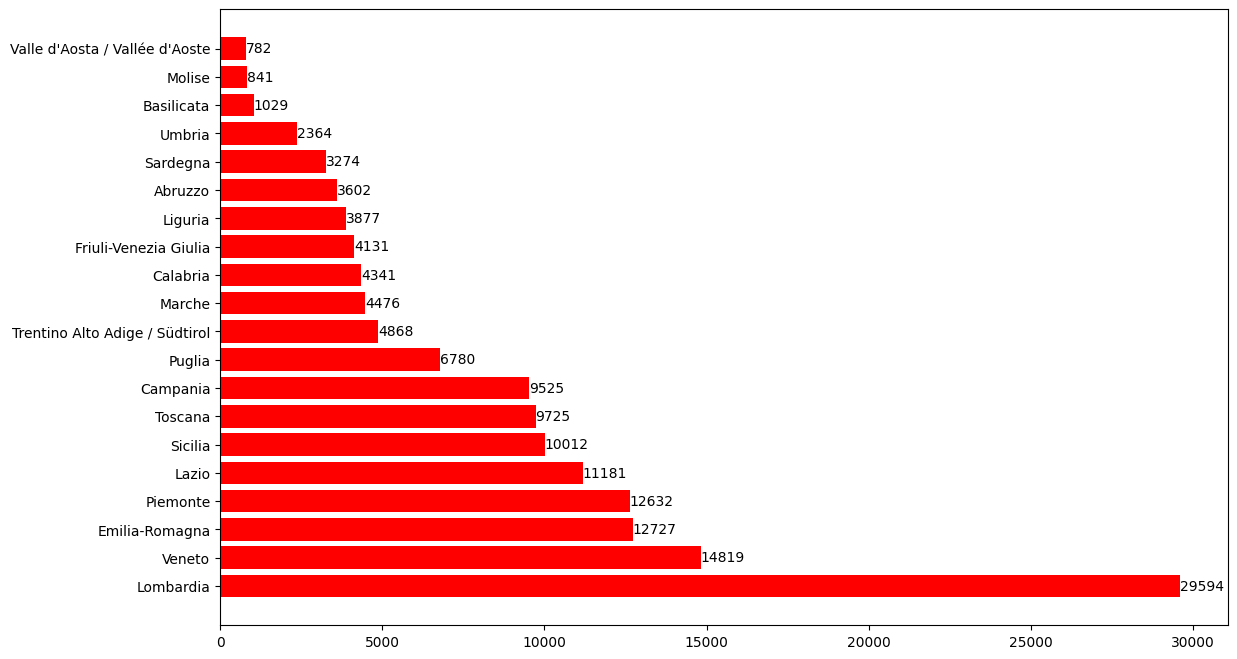 Valle d'Aosta / Vallée d'Aoste 782
Molise 841
Basilicata 1029
Umbria 2364
Sardegna 3274
Abruzzo 3602
Liguria 3877
Friuli-Venezia Giulia 4131
Calabria 4341
Marche 4476
Trentino Alto Adige / Südtirol 4868
Puglia 6780
Campania 9525
Toscana 9725
Sicilia 10012
Lazio 11181
Piemonte 12632
Emilia-Romagna 12727
Veneto 14819
Lombardia 29594
0 5000 10000 15000 20000 25000 30000